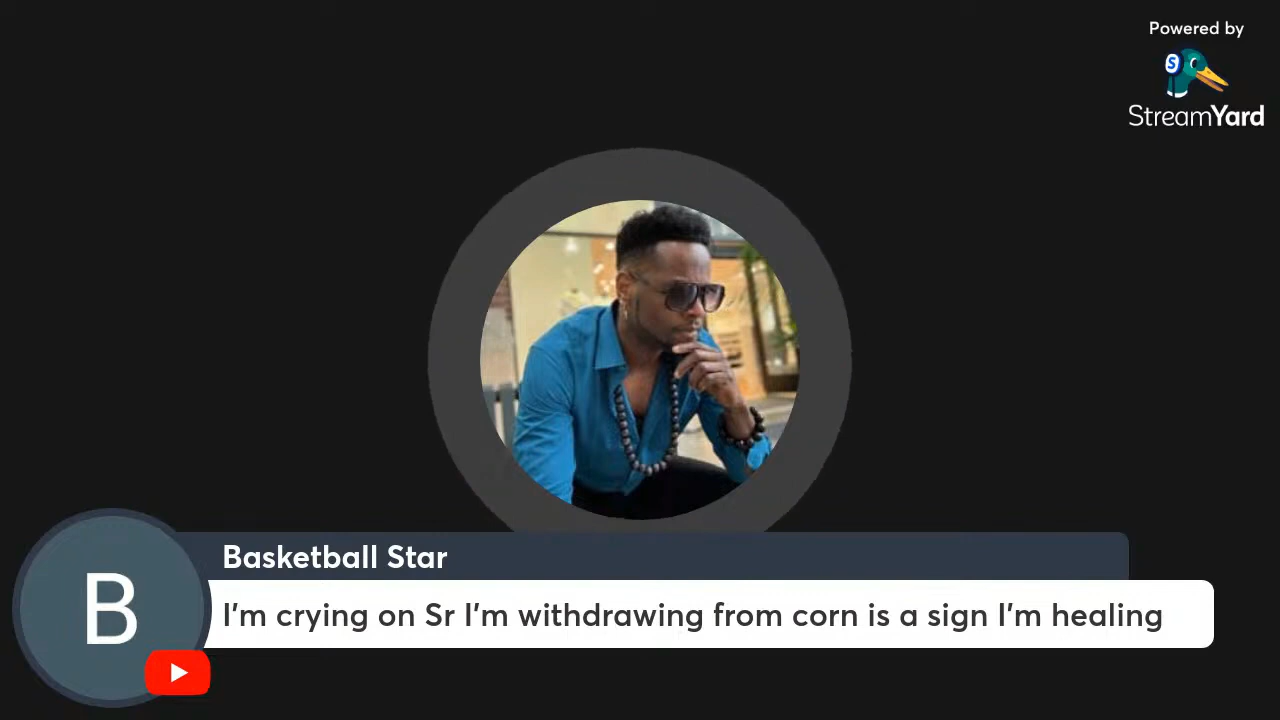 Powered by
S
StreamYard
B
Basketball Star
I'm crying on Sr I'm withdrawing from corn is a sign I'm healing